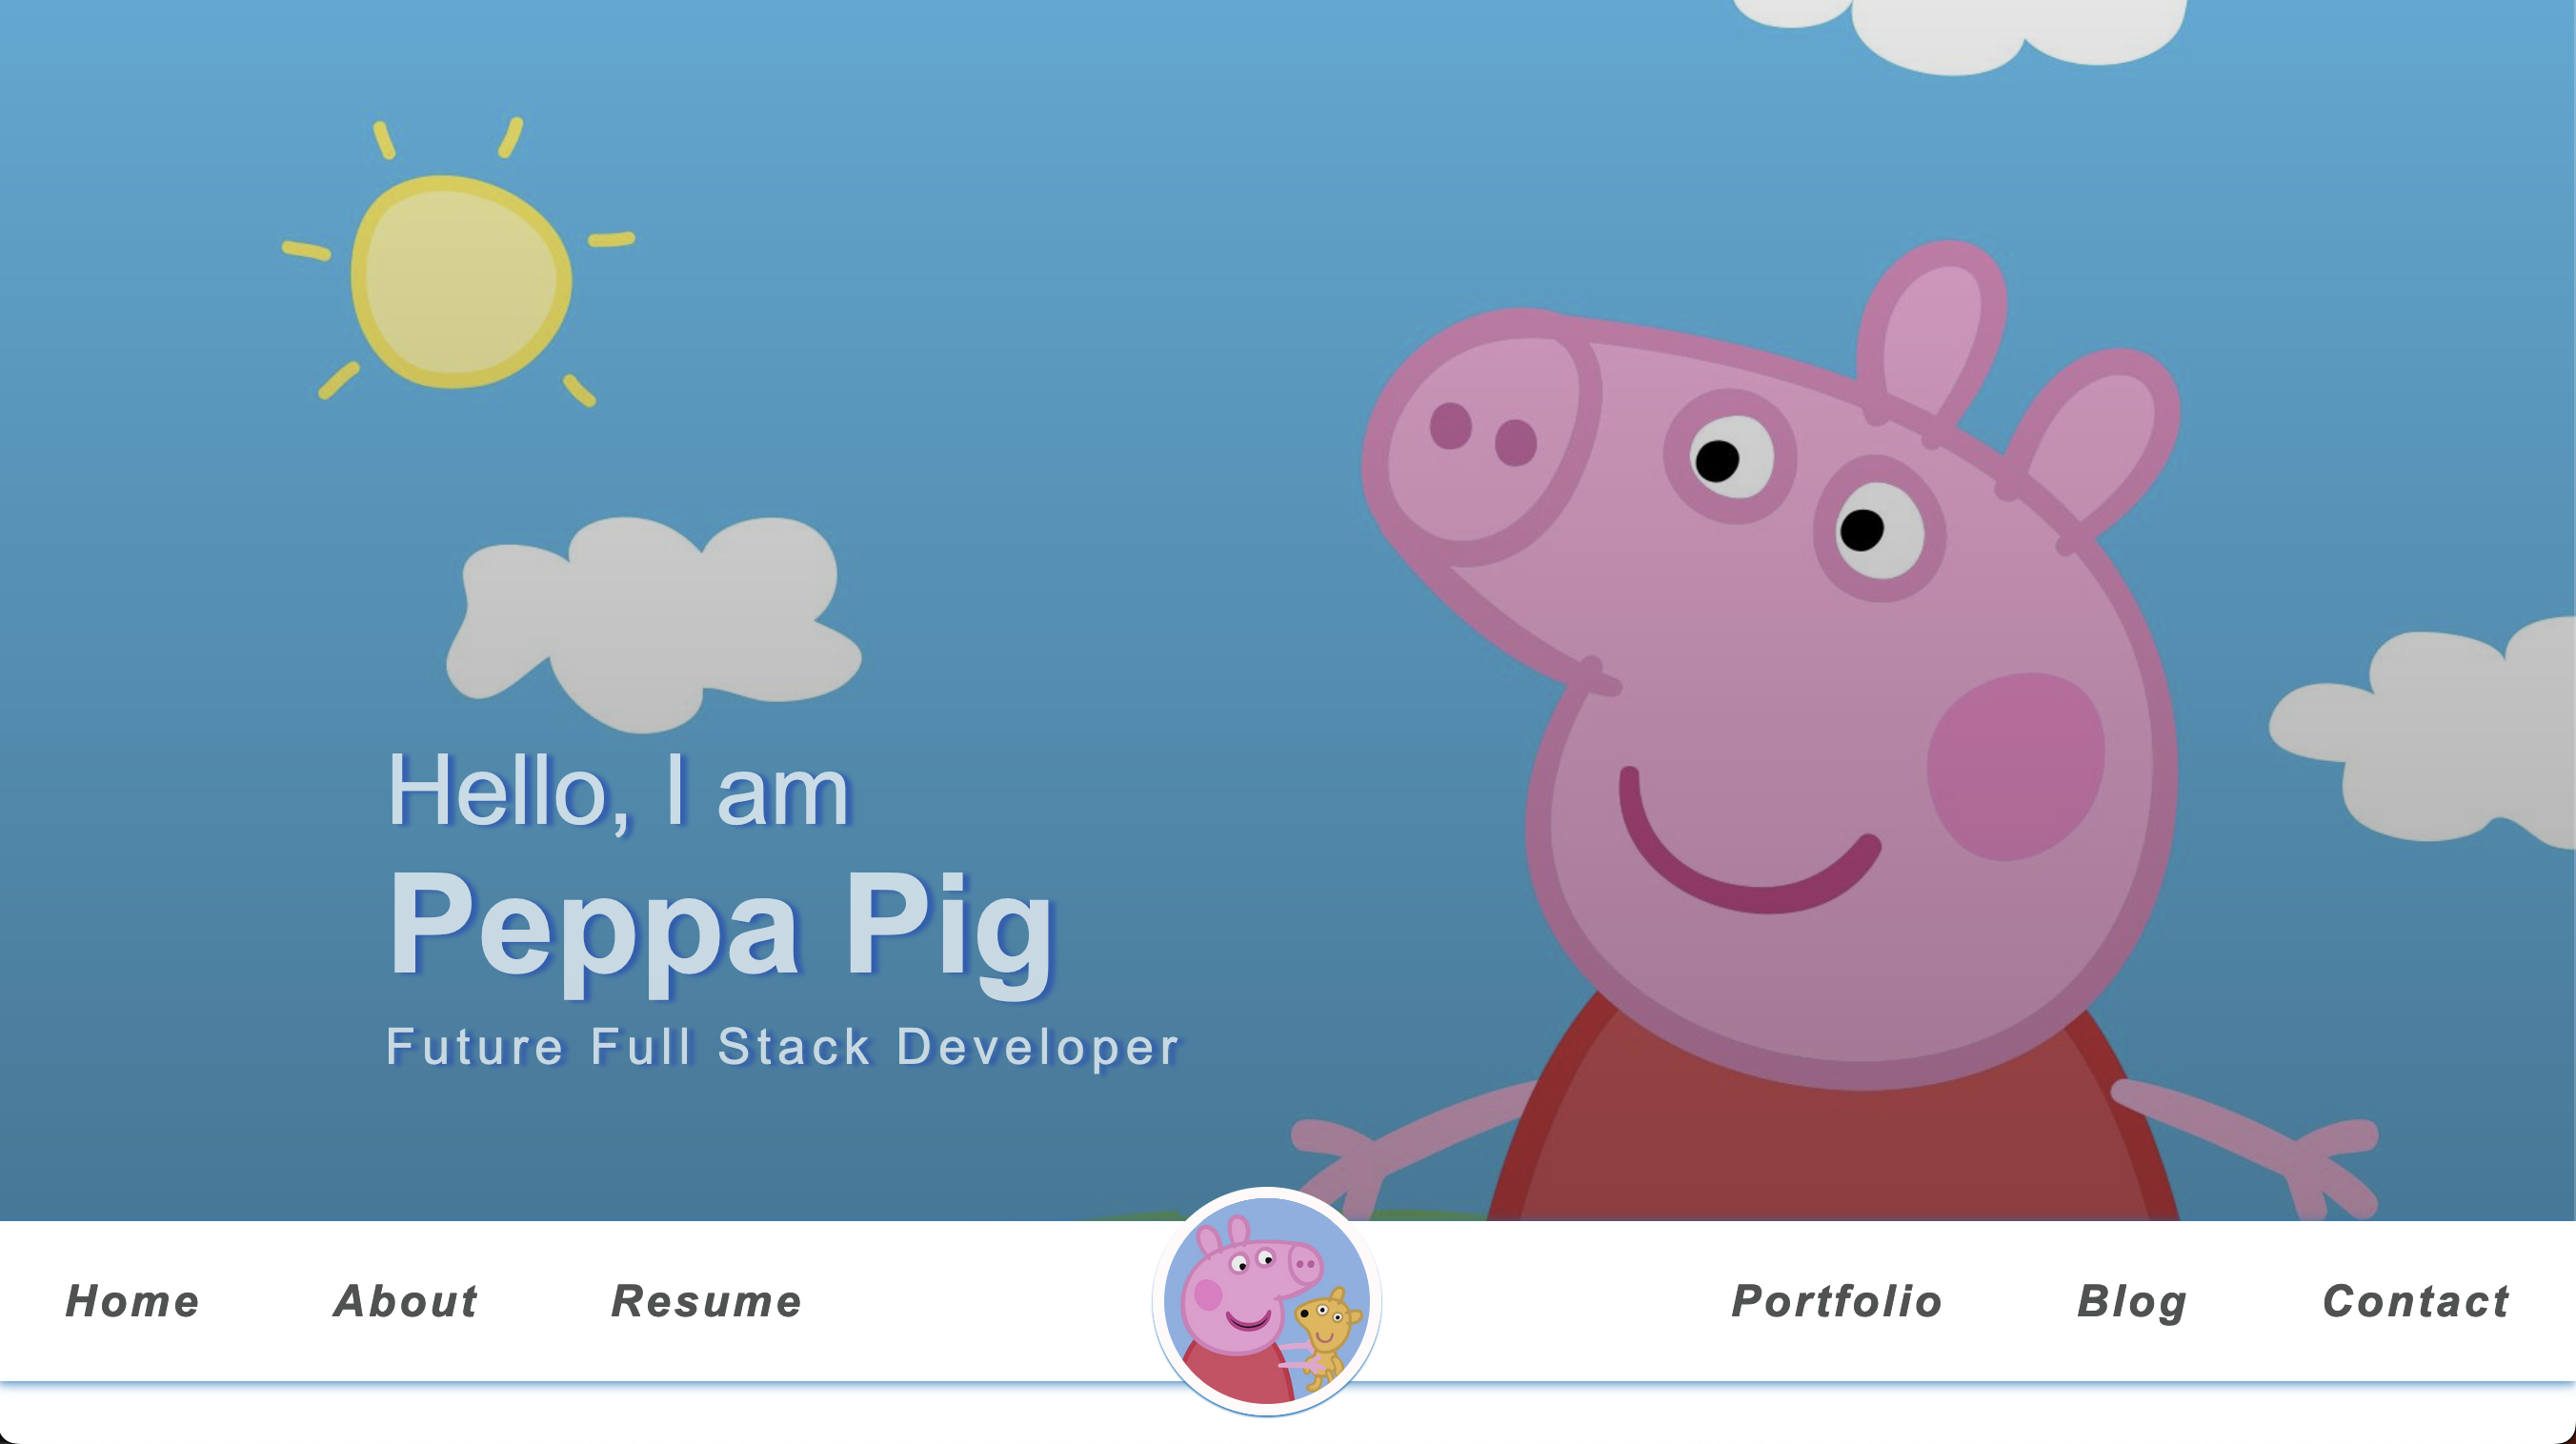 Hello, I am
Peppa Pig
Future Full Stack Developer
Home About Resume Portfolio Blog Contact